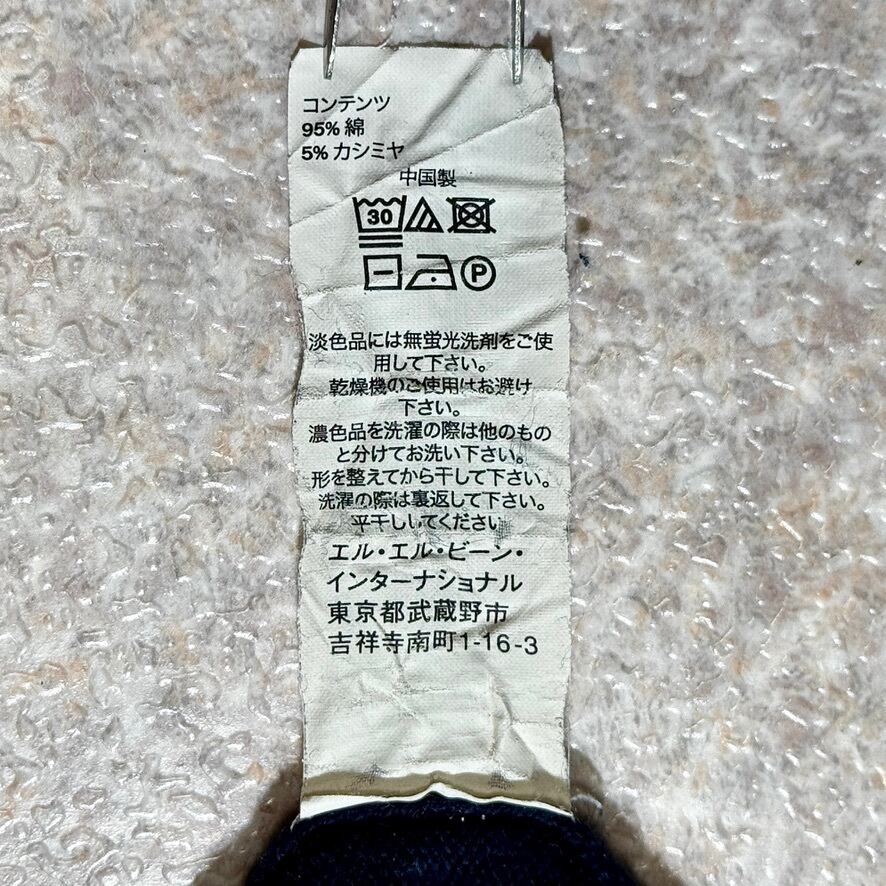 コンテンツ
95% 綿
5% カシミヤ
中国製
30
P
淡色品には無蛍光洗剤をご使
用して下さい。
乾燥機のご使用はお避け
下さい。
濃色品を洗濯の際は他のもの
と分けてお洗い下さい。
形を整えてから干して下さい。
洗濯の際は裏返して下さい。
平干ししいてください
エル・エル・ビーン・
インターナショナル
東京都武蔵野市
吉祥寺南町1-16-3